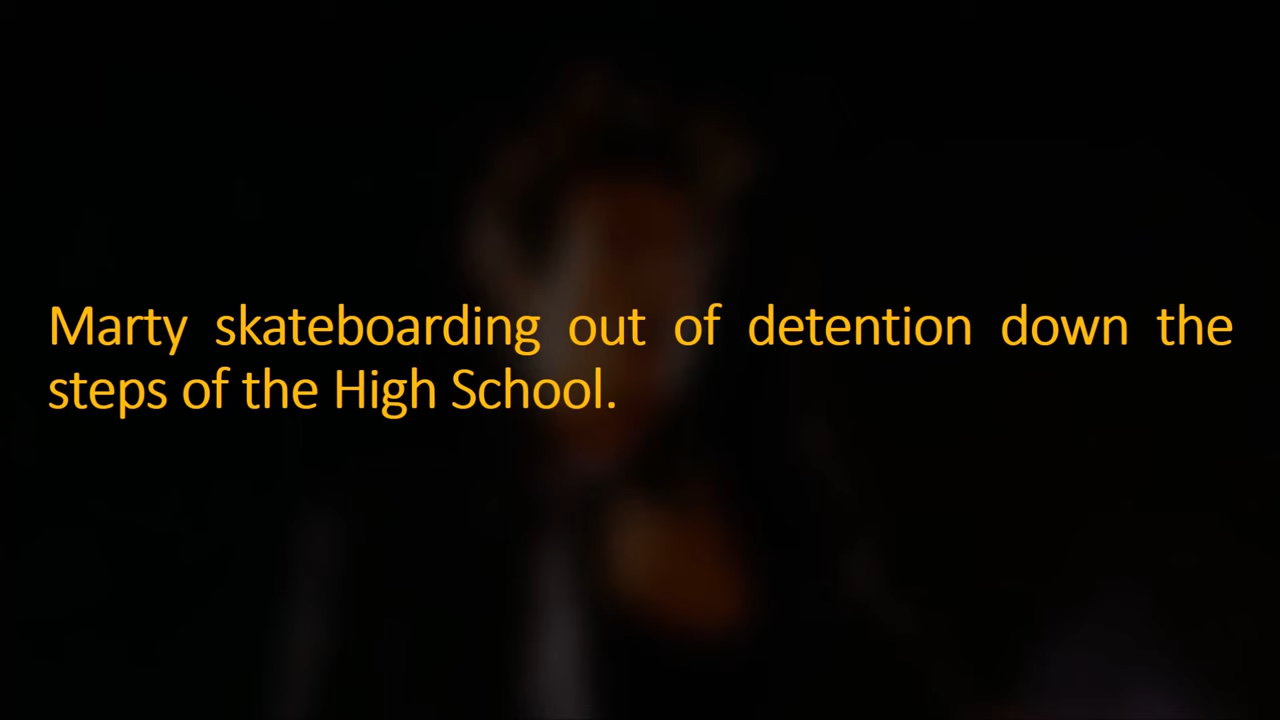 Marty skateboarding out of detention down the
steps of the High School.